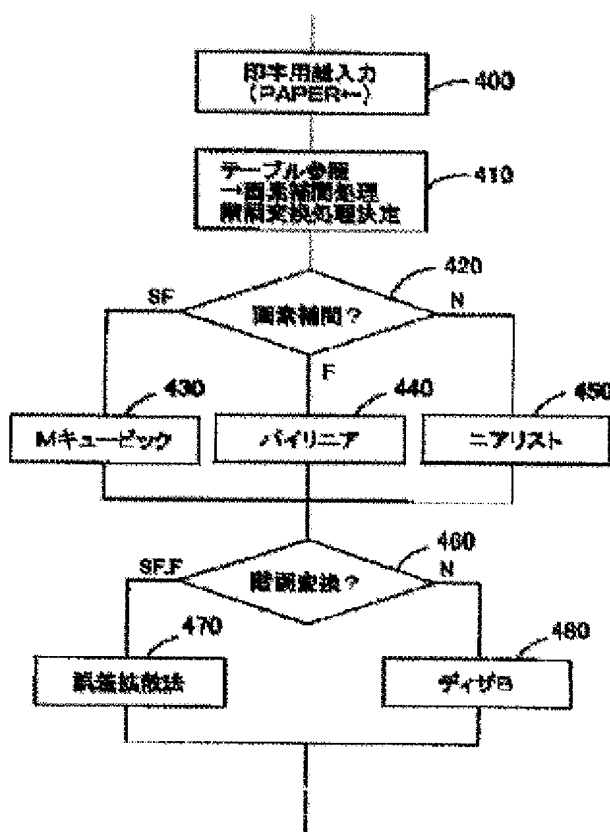 印字用紙入力
(PAPER←)
400
テーブル参照
→画素補間処理
階調変換処理決定
410
420
SF
画素補間?
N
F
430
440
450
Mキュービック
バイリニア
ニアリスト
460
SF,F
階調変換?
N
470
480
誤差拡散法
ディザB